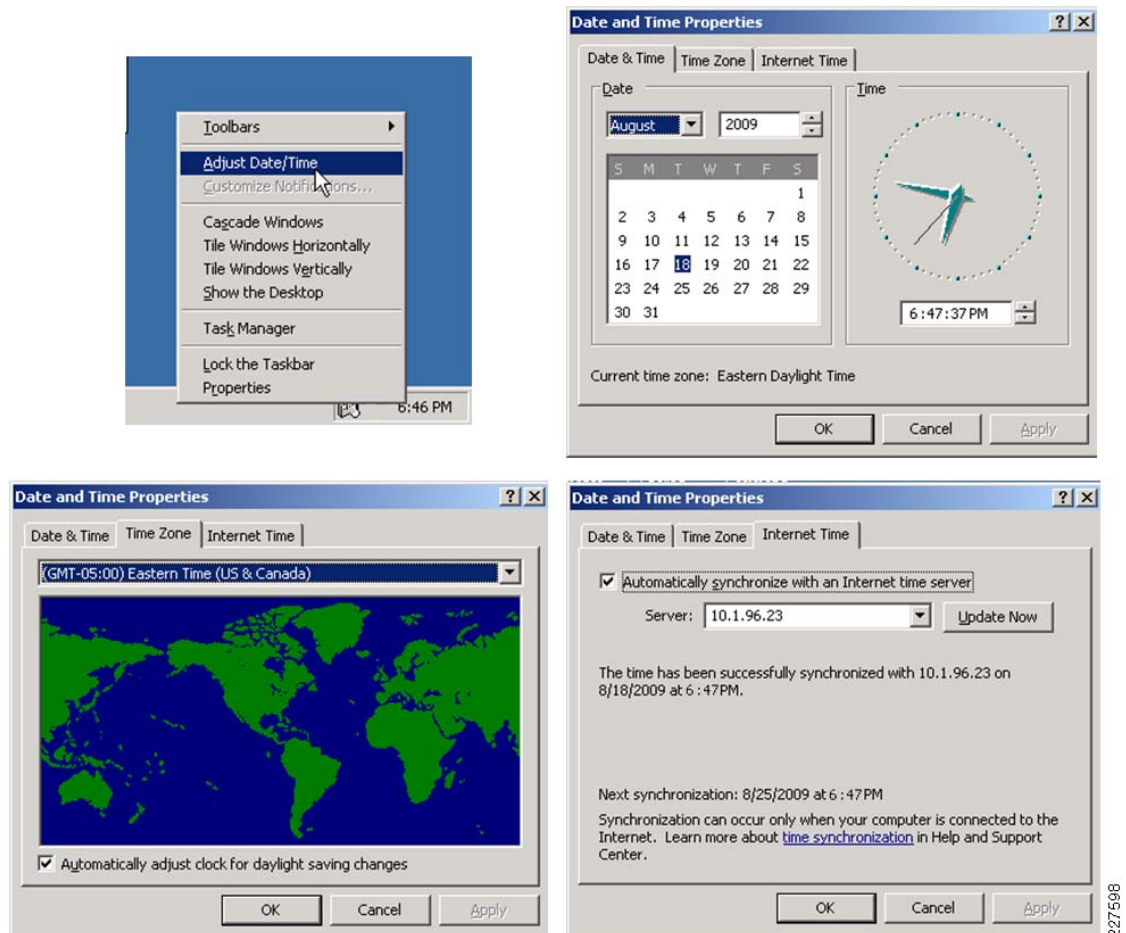 Toolbars
Adjust Date/Time
Customize Notifications...
Cascade Windows
Tile Windows Horizontally
Tile Windows Vertically
Show the Desktop
Task Manager
Lock the Taskbar
Properties
6:46 PM
Date and Time Properties
Date & Time Time Zone Internet Time
Date
Time
August 2009
S M T W T F S
1
2 3 4 5 6 7 8
9 10 11 12 13 14 15
16 17 18 19 20 21 22
23 24 25 26 27 28 29
30 31
6:47:37 PM
Current time zone: Eastern Daylight Time
OK Cancel Apply
Date and Time Properties
Date & Time Time Zone Internet Time
(GMT-05:00) Eastern Time (US & Canada)
Automatically adjust clock for daylight saving changes
OK Cancel Apply
Date and Time Properties
Date & Time Time Zone Internet Time
Automatically synchronize with an Internet time server
Server: 10.1.96.23 Update Now
The time has been successfully synchronized with 10.1.96.23 on
8/18/2009 at 6:47PM.
Next synchronization: 8/25/2009 at 6:47PM
Synchronization can occur only when your computer is connected to the
Internet. Learn more about time synchronization in Help and Support
Center.
OK Cancel Apply
227598